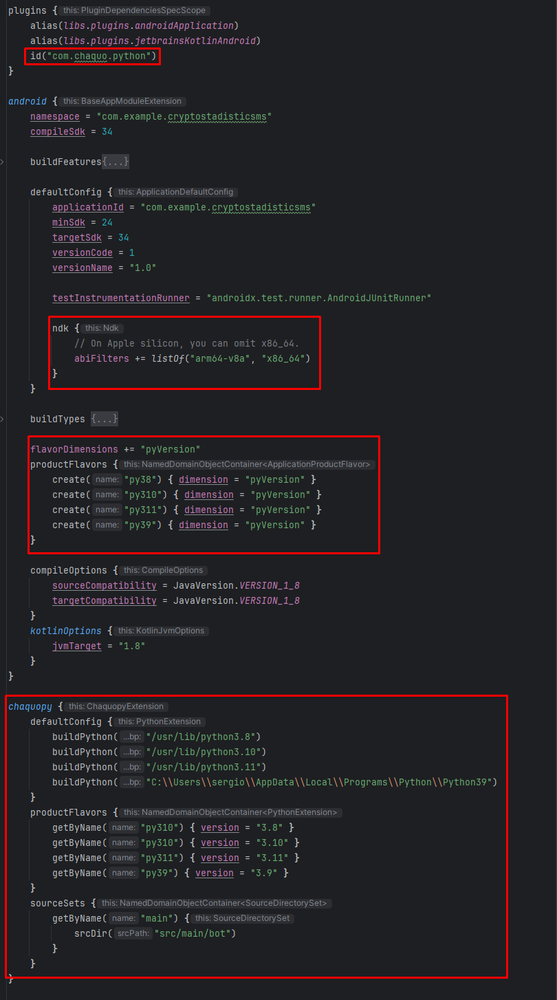 plugins { this: PluginDependenciesSpecScope
alias(libs.plugins.androidApplication)
alias(libs.plugins.jetbrainsKotlinAndroid)
id("com.chaquo.python")
}
android { this: BaseAppModuleExtension
namespace = "com.example.cryptostadisticsms"
compileSdk = 34
buildFeatures{...}
defaultConfig { this: ApplicationDefaultConfig
applicationId = "com.example.cryptostadisticsms"
minSdk = 24
targetSdk = 34
versionCode = 1
versionName = "1.0"
testInstrumentationRunner = "androidx.test.runner.AndroidJUnitRunner"
ndk { this: Ndk
// On Apple silicon, you can omit x86_64.
abiFilters += listOf("arm64-v8a", "x86_64")
}
}
buildTypes {...}
flavorDimensions += "pyVersion"
productFlavors { this: NamedDomainObjectContainer<ApplicationProductFlavor>
create( name: "py38") { dimension = "pyVersion" }
create( name: "py310") { dimension = "pyVersion" }
create( name: "py311") { dimension = "pyVersion" }
create( name: "py39") { dimension = "pyVersion" }
}
compileOptions { this: CompileOptions
sourceCompatibility = JavaVersion.VERSION_1_8
targetCompatibility = JavaVersion.VERSION_1_8
}
kotlinOptions { this: KotlinJvmOptions
jvmTarget = "1.8"
}
}
chaquopy { this: ChaquopyExtension
defaultConfig { this: PythonExtension
buildPython( ...bp: "/usr/lib/python3.8")
buildPython( ...bp: "/usr/lib/python3.10")
buildPython( ...bp: "/usr/lib/python3.11")
buildPython( ...bp: "C:\\Users\\sergio\\AppData\\Local\\Programs\\Python\\Python39")
}
productFlavors { this: NamedDomainObjectContainer<PythonExtension>
getByName( name: "py310") { version = "3.8" }
getByName( name: "py310") { version = "3.10" }
getByName( name: "py311") { version = "3.11" }
getByName( name: "py39") { version = "3.9" }
}
sourceSets { this: NamedDomainObjectContainer<SourceDirectorySet>
getByName( name: "main") { this: SourceDirectorySet
srcDir( srcPath: "src/main/bot")
}
}
}